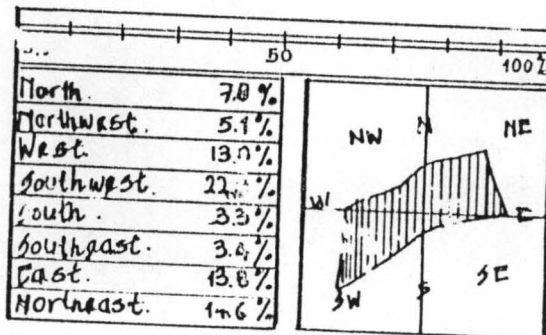 50 100%
North. 7.0 %
Northwest. 5.1 %
West. 13.0 %
Southwest. %
South. 3.3 %
Southeast. %
East. 13.8 %
Northeast. %
NW N NE
W E
SW S SE